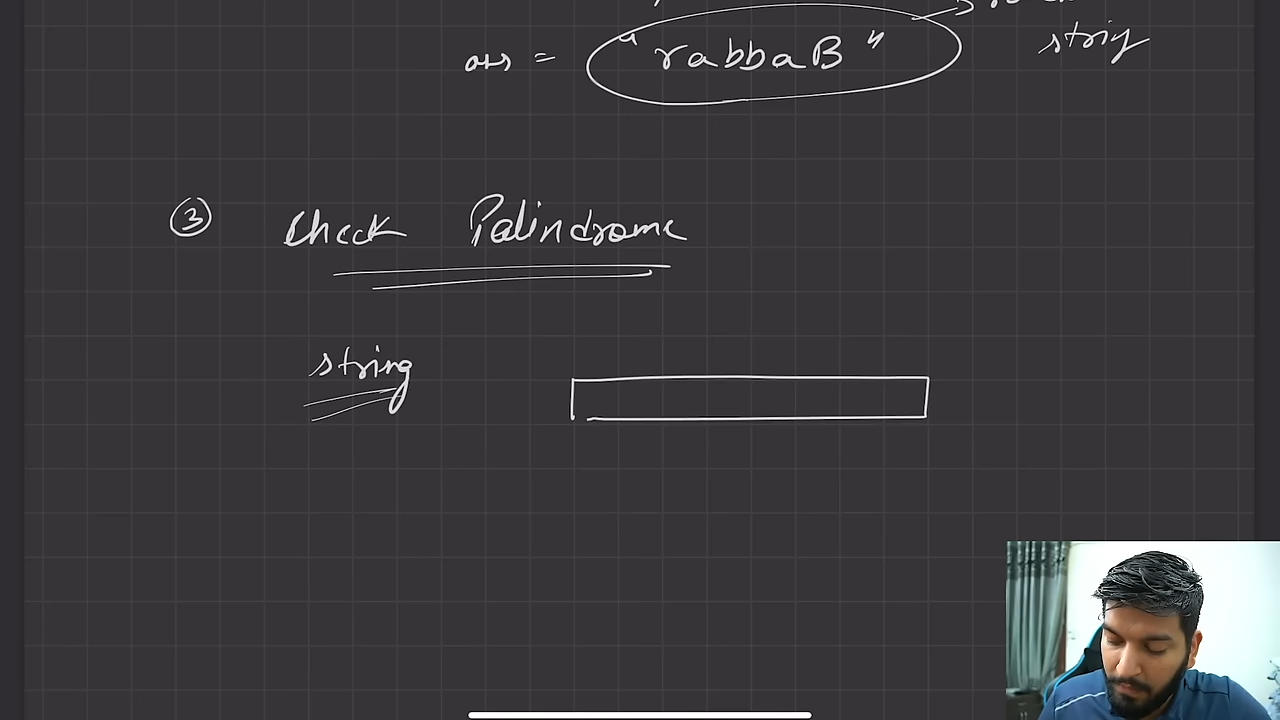 ans = "rabbaB" string
③ Check Palindrome
string